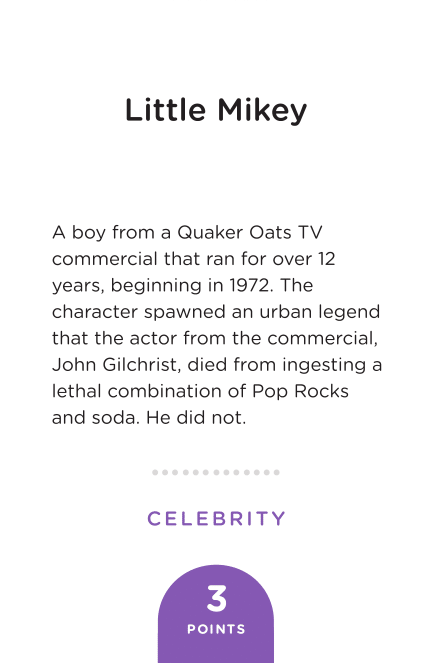 Little Mikey
A boy from a Quaker Oats TV
commercial that ran for over 12
years, beginning in 1972. The
character spawned an urban legend
that the actor from the commercial,
John Gilchrist, died from ingesting a
lethal combination of Pop Rocks
and soda. He did not.
CELEBRITY
3
POINTS